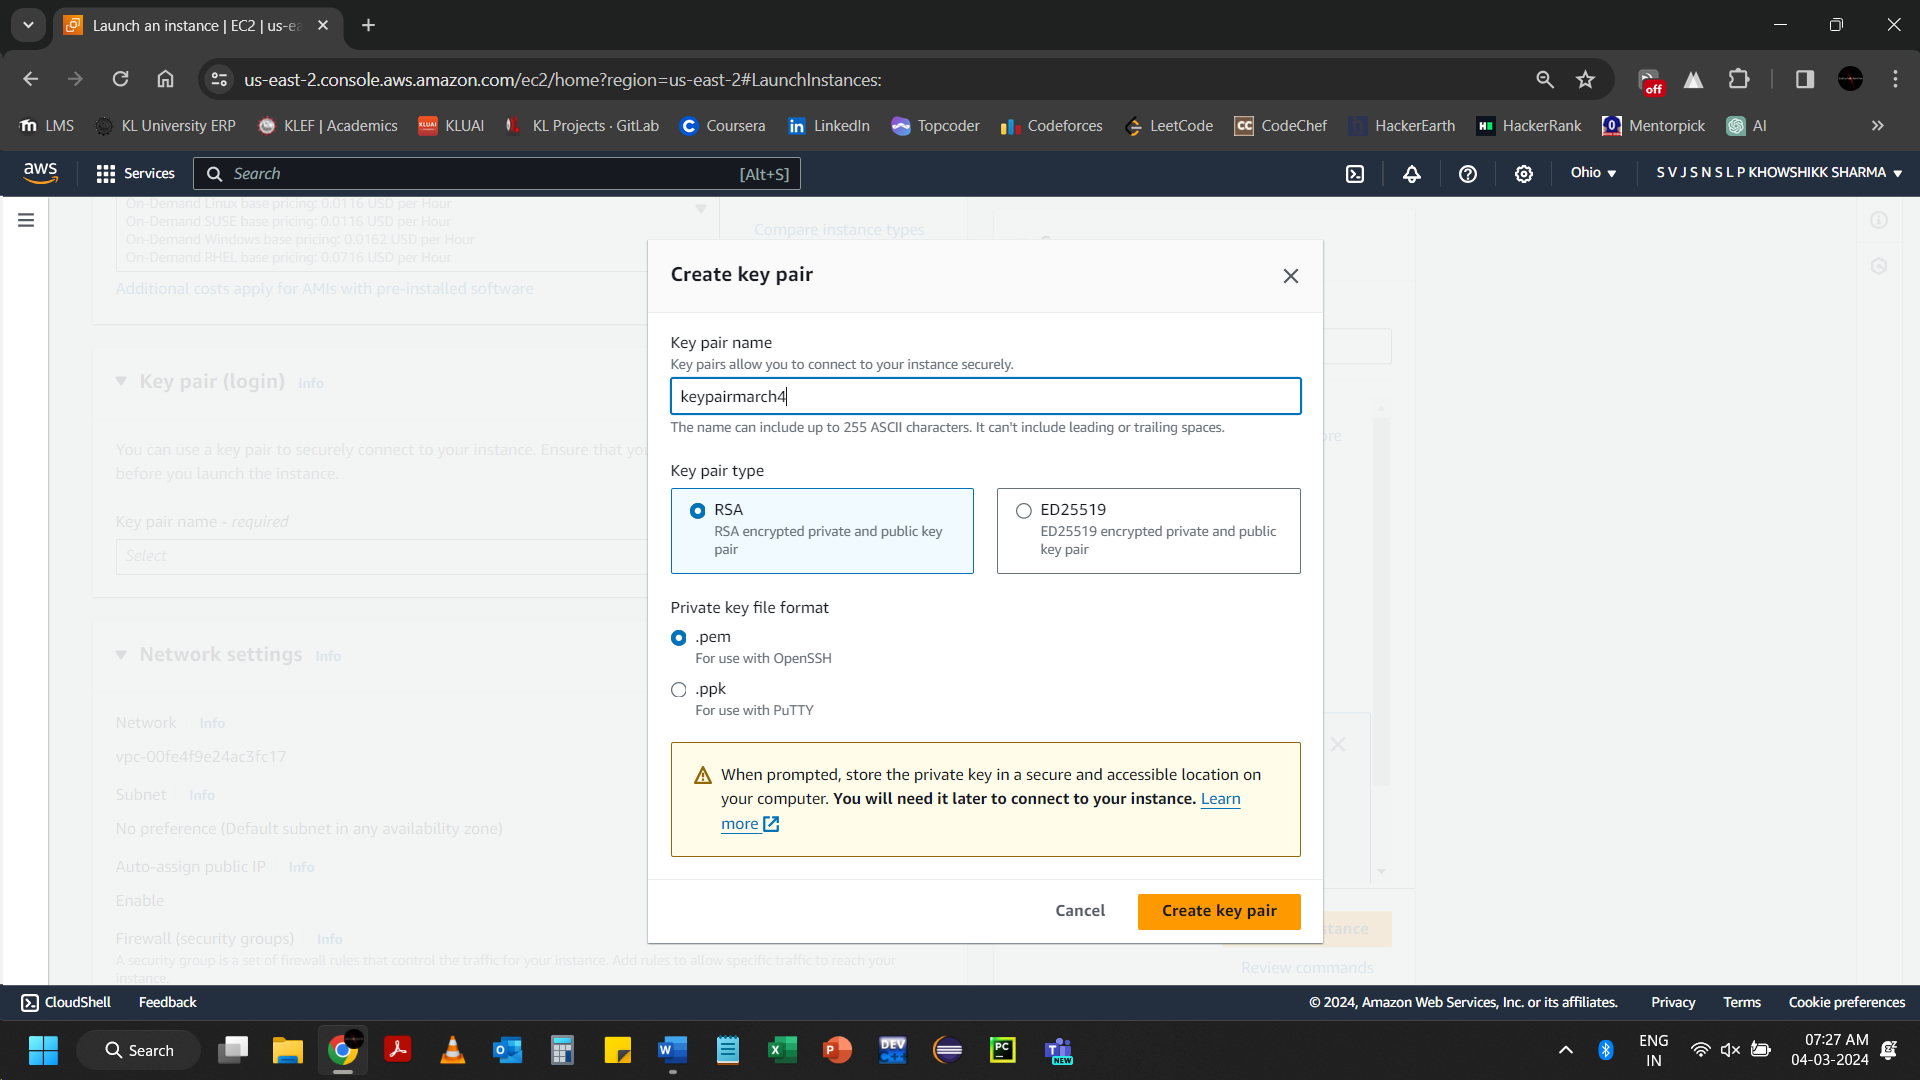 Launch an instance | EC2 | us-ea
us-east-2.console.aws.amazon.com/ec2/home?region=us-east-2#LaunchInstances:
off
LMS
KL University ERP
KLEF | Academics
KLUAI
KL Projects · GitLab
Coursera
LinkedIn
Topcoder
Codeforces
LeetCode
CodeChef
HackerEarth
HackerRank
Mentorpick
AI
aws
Services
Search
[Alt+S]
Ohio
S V J S N S L P KHOWSHIKK SHARMA
On-Demand Linux base pricing: 0.0116 USD per Hour
On-Demand SUSE base pricing: 0.0116 USD per Hour
On-Demand Windows base pricing: 0.0162 USD per Hour
On-Demand RHEL base pricing: 0.0716 USD per Hour
Compare instance types
Additional costs apply for AMIs with pre-installed software
Key pair (login) Info
You can use a key pair to securely connect to your instance. Ensure that you
before you launch the instance.
Key pair name - required
Select
Network settings Info
Network Info
vpc-00fe4f9e24ac3fc17
Subnet Info
No preference (Default subnet in any availability zone)
Auto-assign public IP Info
Enable
Firewall (security groups) Info
A security group is a set of firewall rules that control the traffic for your instance. Add rules to allow specific traffic to reach your
instance.
Create key pair
Key pair name
Key pairs allow you to connect to your instance securely.
keypairmarch4
The name can include up to 255 ASCII characters. It can't include leading or trailing spaces.
Key pair type
RSA
RSA encrypted private and public key
pair
ED25519
ED25519 encrypted private and public
key pair
Private key file format
.pem
For use with OpenSSH
.ppk
For use with PuTTY
When prompted, store the private key in a secure and accessible location on
your computer. You will need it later to connect to your instance. Learn
more
Cancel
Create key pair
stance
Review commands
CloudShell
Feedback
© 2024, Amazon Web Services, Inc. or its affiliates.
Privacy
Terms
Cookie preferences
Search
ENG
IN
07:27 AM
04-03-2024